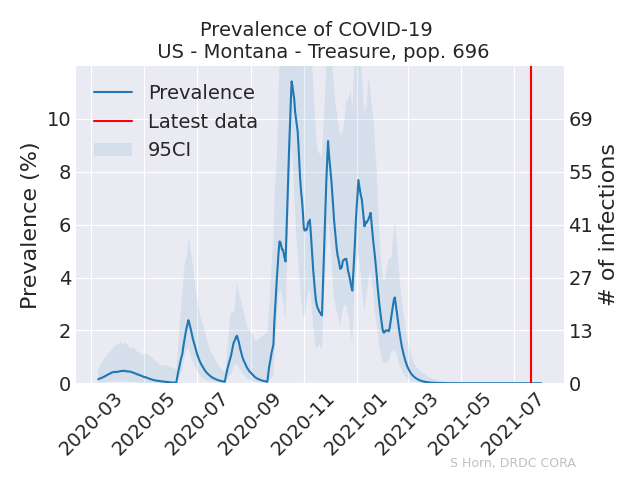 Prevalence of COVID-19
US - Montana - Treasure, pop. 696
Prevalence
Latest data
95CI
Prevalence (%)
10
8
6
4
2
0
# of infections
69
55
41
27
13
0
2020-03
2020-05
2020-07
2020-09
2020-11
2021-01
2021-03
2021-05
2021-07
S Horn, DRDC CORA